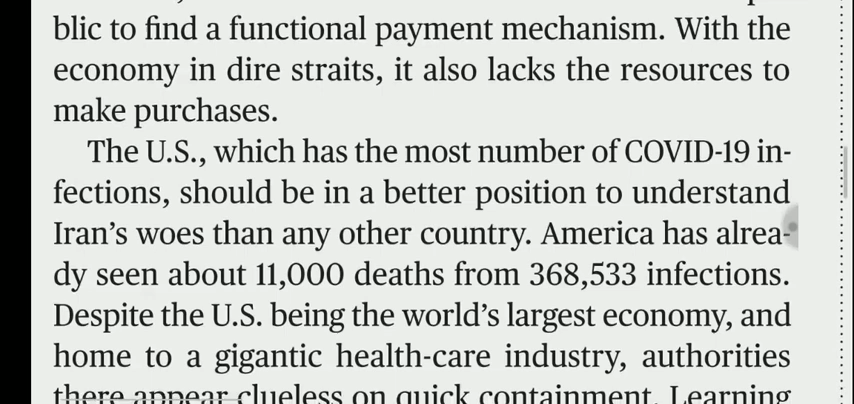 blic to find a functional payment mechanism. With the
economy in dire straits, it also lacks the resources to
make purchases.
The U.S., which has the most number of COVID-19 in-
fections, should be in a better position to understand
Iran's woes than any other country. America has alrea-
dy seen about 11,000 deaths from 368,533 infections.
Despite the U.S. being the world's largest economy, and
home to a gigantic health-care industry, authorities
there appear clueless on quick containment. Learning